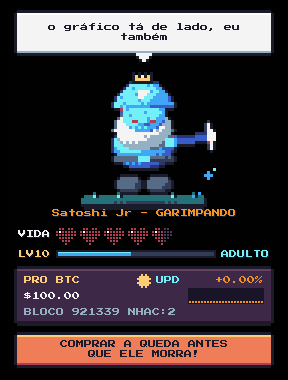 o gráfico tá de lado, eu
também
Satoshi Jr - GARIMPANDO
VIDA
LV10 ADULTO
PRO BTC UPD +0.00%
$100.00
BLOCO 921339 NHAC:2
COMPRAR A QUEDA ANTES
QUE ELE MORRA!